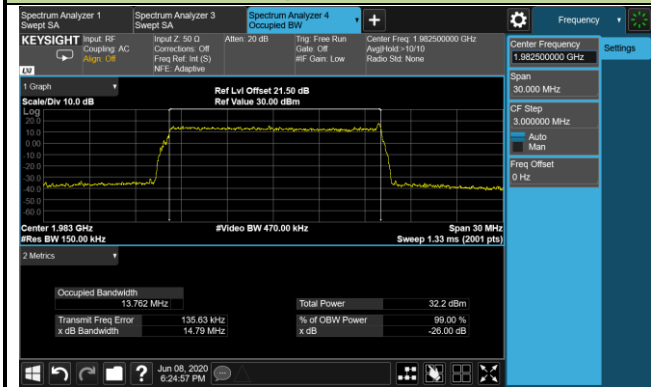 Spectrum Analyzer 1
Swept SA
Spectrum Analyzer 3
Swept SA
Spectrum Analyzer 4
Occupied BW
Frequency
KEYSIGHT
Input: RF
Coupling: AC
Align: Off
Input Z: 50 Ω
Corrections: Off
Freq Ref: Int (S)
NFE: Adaptive
Atten: 20 dB
Trig: Free Run
Gate: Off
#IF Gain: Low
Center Freq: 1.982500000 GHz
Avg|Hold:>10/10
Radio Std: None
LXI
Center Frequency
1.982500000 GHz
Settings
Span
30.000 MHz
CF Step
3.000000 MHz
Auto
Man
Freq Offset
0 Hz
1 Graph
Scale/Div 10.0 dB
Ref Lvl Offset 21.50 dB
Ref Value 30.00 dBm
Log
20.0
10.0
0.00
-10.0
-20.0
-30.0
-40.0
-50.0
-60.0
Center 1.983 GHz
#Res BW 150.00 kHz
#Video BW 470.00 kHz
Span 30 MHz
Sweep 1.33 ms (2001 pts)
2 Metrics
Occupied Bandwidth
13.762 MHz
Total Power 32.2 dBm
Transmit Freq Error 135.63 kHz
% of OBW Power 99.00 %
x dB Bandwidth 14.79 MHz
x dB -26.00 dB
?
Jun 08, 2020
6:24:57 PM